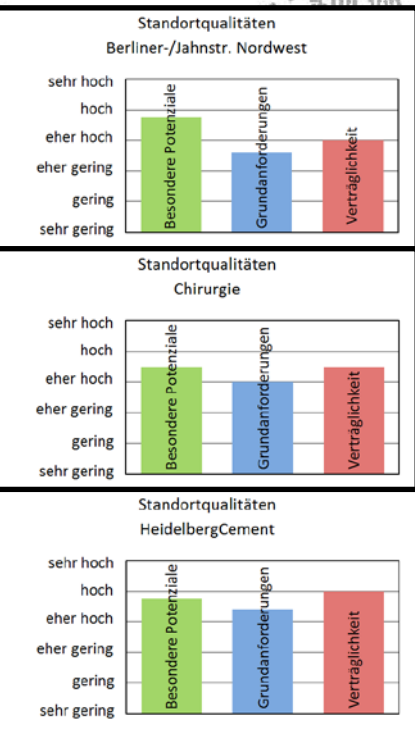 Standortqualitäten
Berliner-/Jahnstr. Nordwest
sehr hoch
hoch
eher hoch
eher gering
gering
sehr gering
Besondere Potenziale
Grundanforderungen
Verträglichkeit
Standortqualitäten
Chirurgie
sehr hoch
hoch
eher hoch
eher gering
gering
sehr gering
Besondere Potenziale
Grundanforderungen
Verträglichkeit
Standortqualitäten
HeidelbergCement
sehr hoch
hoch
eher hoch
eher gering
gering
sehr gering
Besondere Potenziale
Grundanforderungen
Verträglichkeit